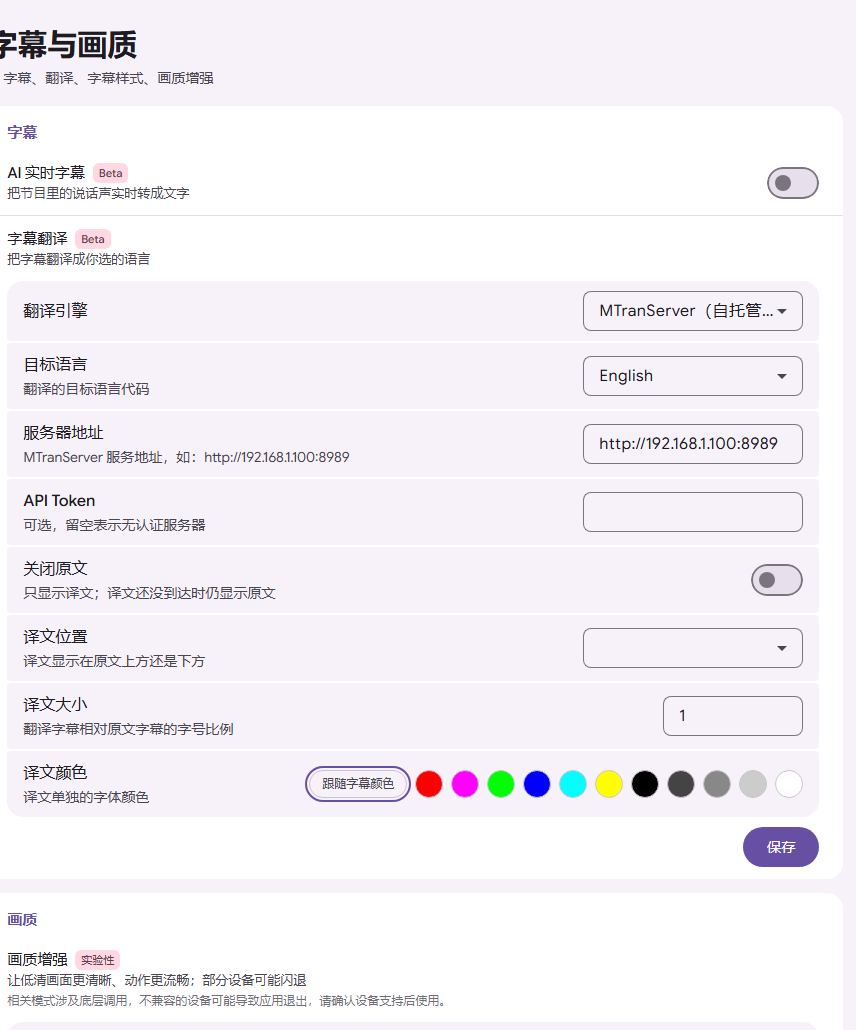 字幕与画质
字幕、翻译、字幕样式、画质增强
字幕
AI 实时字幕 Beta
把节目里的说话声实时转成文字
字幕翻译 Beta
把字幕翻译成你选的语言
翻译引擎 MTranServer（自托管...
目标语言
翻译的目标语言代码
English
服务器地址
MTranServer 服务地址，如：http://192.168.1.100:8989
http://192.168.1.100:8989
API Token
可选，留空表示无认证服务器
关闭原文
只显示译文；译文还没到达时仍显示原文
译文位置
译文显示在原文上方还是下方
译文大小
翻译字幕相对原文字幕的字号比例
1
译文颜色
译文单独的字体颜色
跟随字幕颜色
保存
画质
画质增强 实验性
让低清画面更清晰、动作更流畅；部分设备可能闪退
相关模式涉及底层调用，不兼容的设备可能导致应用退出，请确认设备支持后使用。